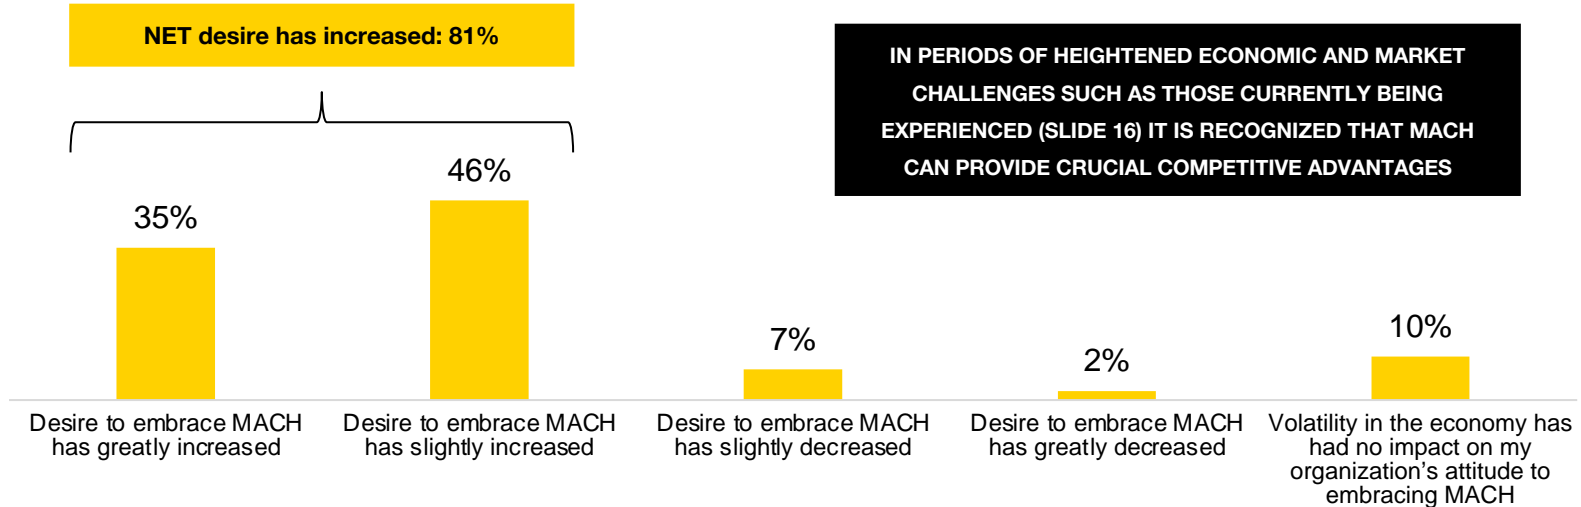 NET desire has increased: 81%
IN PERIODS OF HEIGHTENED ECONOMIC AND MARKET
CHALLENGES SUCH AS THOSE CURRENTLY BEING
EXPERIENCED (SLIDE 16) IT IS RECOGNIZED THAT MACH
CAN PROVIDE CRUCIAL COMPETITIVE ADVANTAGES
35%
46%
7%
2%
10%
Desire to embrace MACH
has greatly increased
Desire to embrace MACH
has slightly increased
Desire to embrace MACH
has slightly decreased
Desire to embrace MACH
has greatly decreased
Volatility in the economy has
had no impact on my
organization’s attitude to
embracing MACH